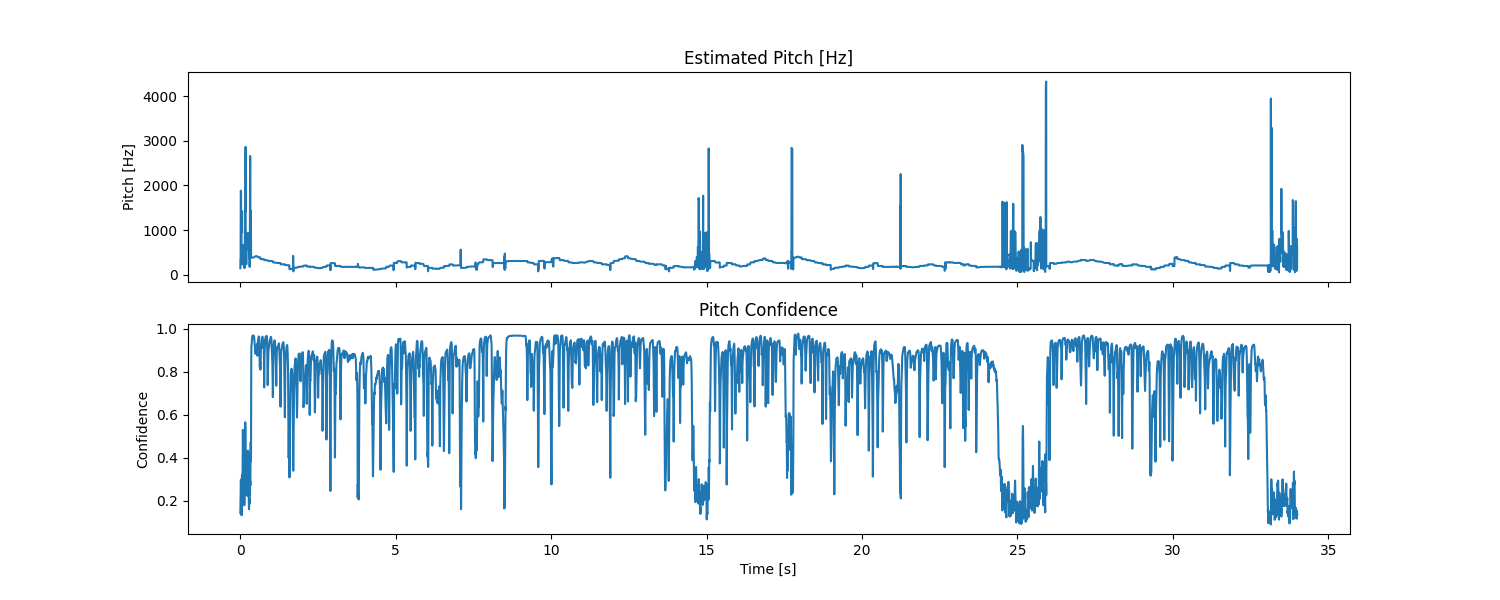 Estimated Pitch [Hz]
4000
3000
2000
1000
0
Pitch [Hz]
Pitch Confidence
1.0
0.8
0.6
0.4
0.2
Confidence
0 5 10 15 20 25 30 35
Time [s]